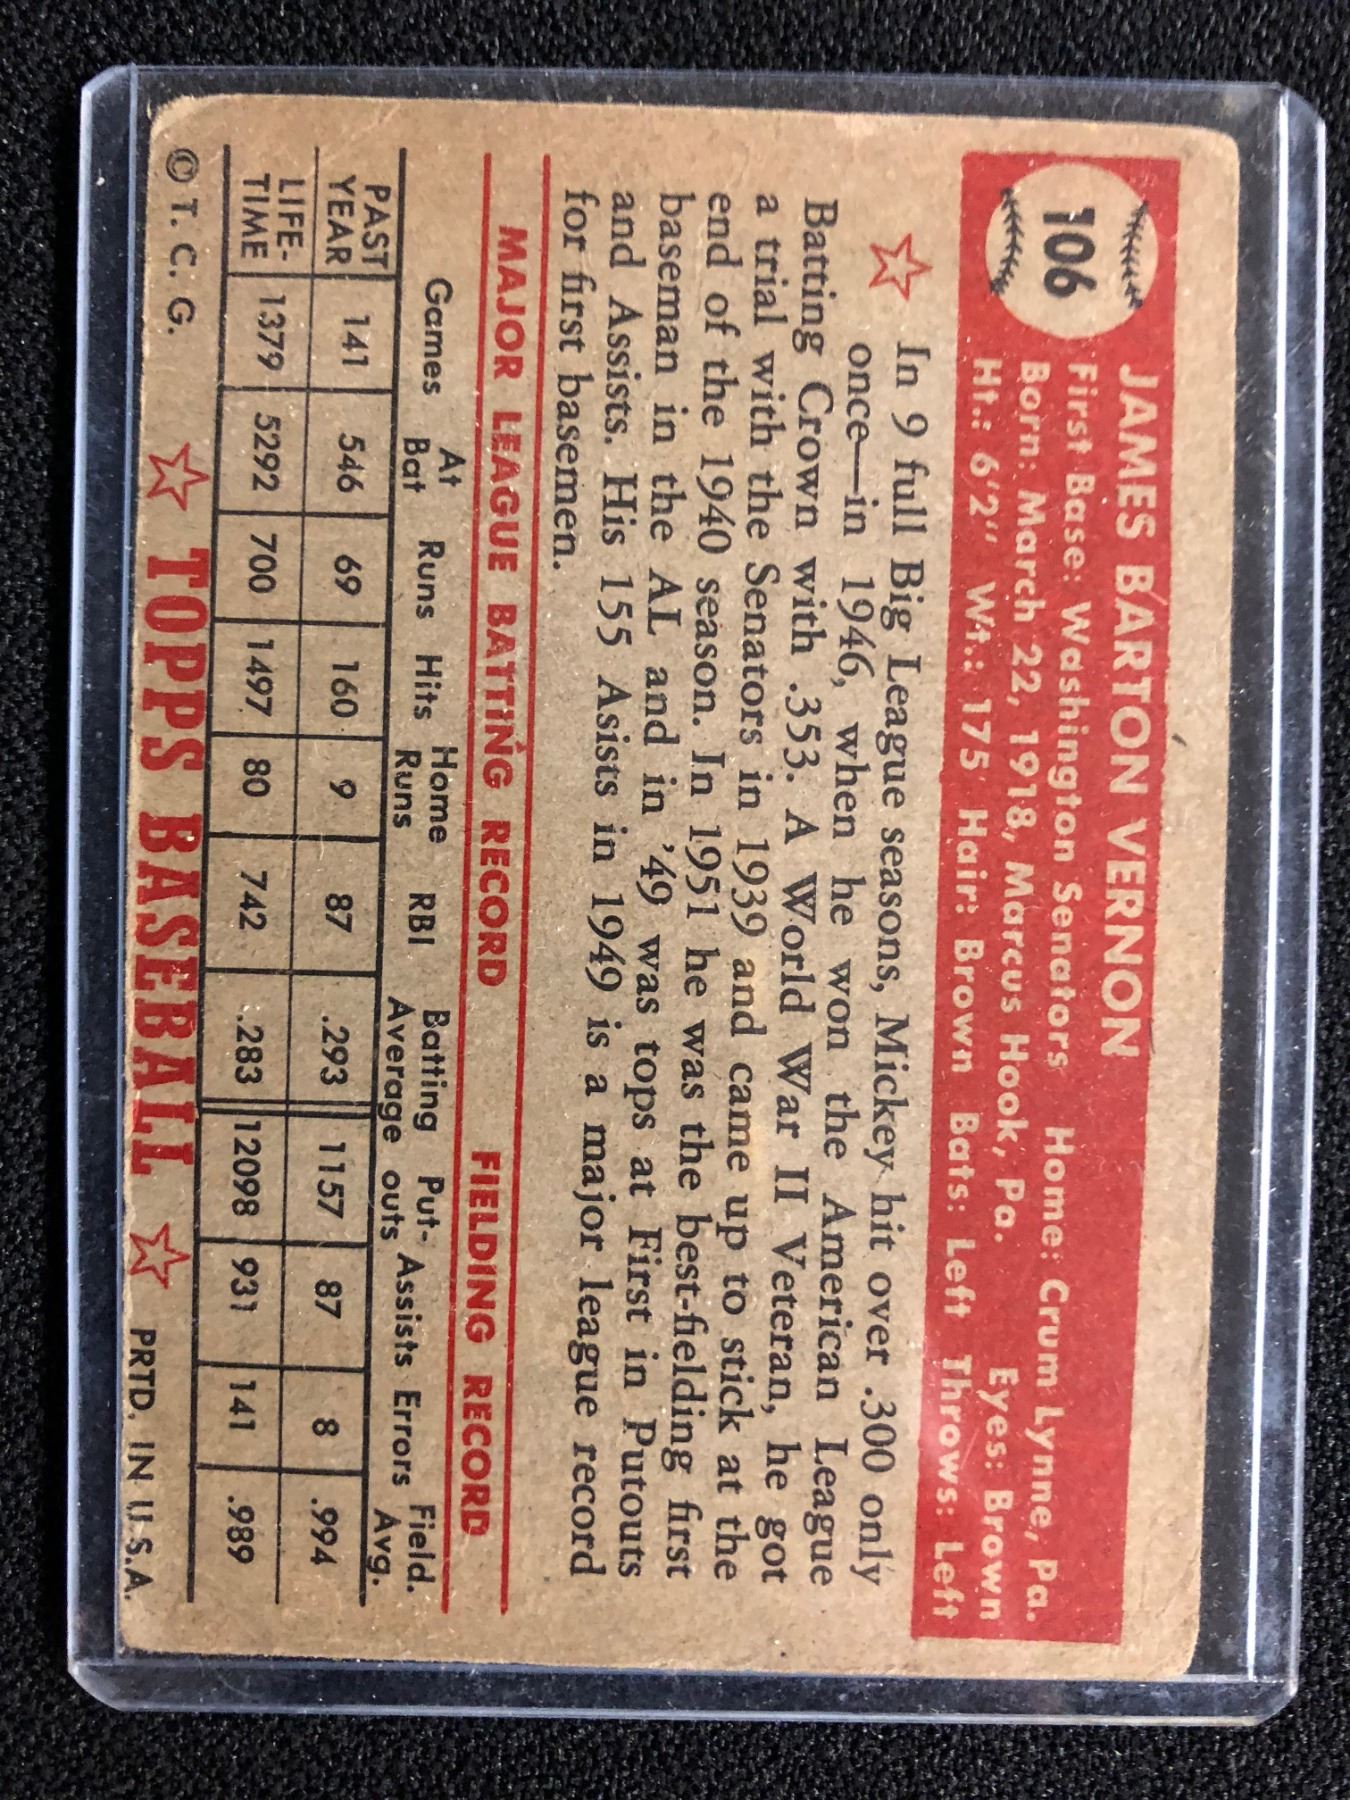 106
JAMES BARTON VERNON
First Base: Washington Senators Home: Crum Lynne, Pa.
Born: March 22, 1918, Marcus Hook, Pa. Eyes: Brown
Ht.: 6'2" Wt.: 175 Hair: Brown Bats: Left Throws: Left
In 9 full Big League seasons, Mickey hit over .300 only
once—in 1946, when he won the American League
Batting Crown with .353. A World War II Veteran, he got
a trial with the Senators in 1939 and came up to stick at the
end of the 1940 season. In 1951 he was the best-fielding first
baseman in the AL and in '49 was tops at First in Putouts
and Assists. His 155 Asists in 1949 is a major league record
for first basemen.
MAJOR LEAGUE BATTING RECORD FIELDING RECORD
Games At Bat Runs Hits Home Runs RBI Batting Average Put-outs Assists Errors Field. Avg.
PAST YEAR 141 546 69 160 9 87 .293 1157 87 8 .994
LIFE-TIME 1379 5292 700 1497 80 742 .283 12098 931 141 .989
© T. C. G. TOPPS BASEBALL PRTD. IN U.S.A.